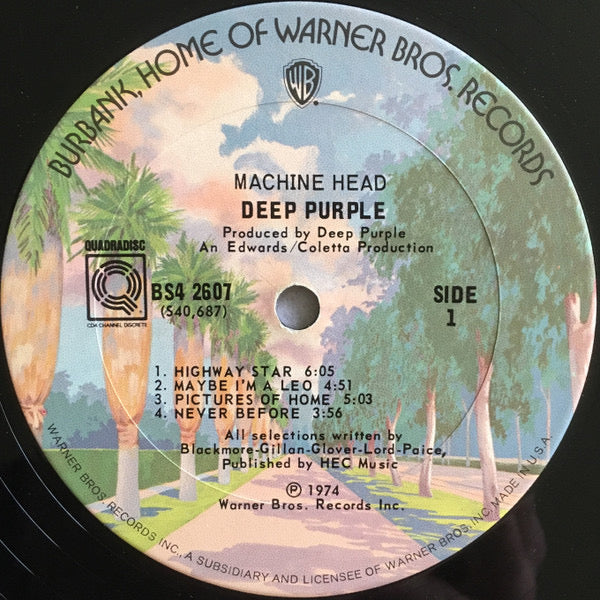 BURBANK, HOME OF WARNER BROS. RECORDS
WB
MACHINE HEAD
DEEP PURPLE
Produced by Deep Purple
An Edwards/Coletta Production
QUADRADISC
CD4 CHANNEL DISCRETE
BS4 2607
(S40,687)
SIDE
1
1. HIGHWAY STAR 6:05
2. MAYBE I'M A LEO 4:51
3. PICTURES OF HOME 5:03
4. NEVER BEFORE 3:56
All selections written by
Blackmore-Gillan-Glover-Lord-Paice,
Published by HEC Music
Ⓟ 1974
Warner Bros. Records Inc.
WARNER BROS. RECORDS INC., A SUBSIDIARY AND LICENSEE OF WARNER BROS. INC. MADE IN U.S.A.